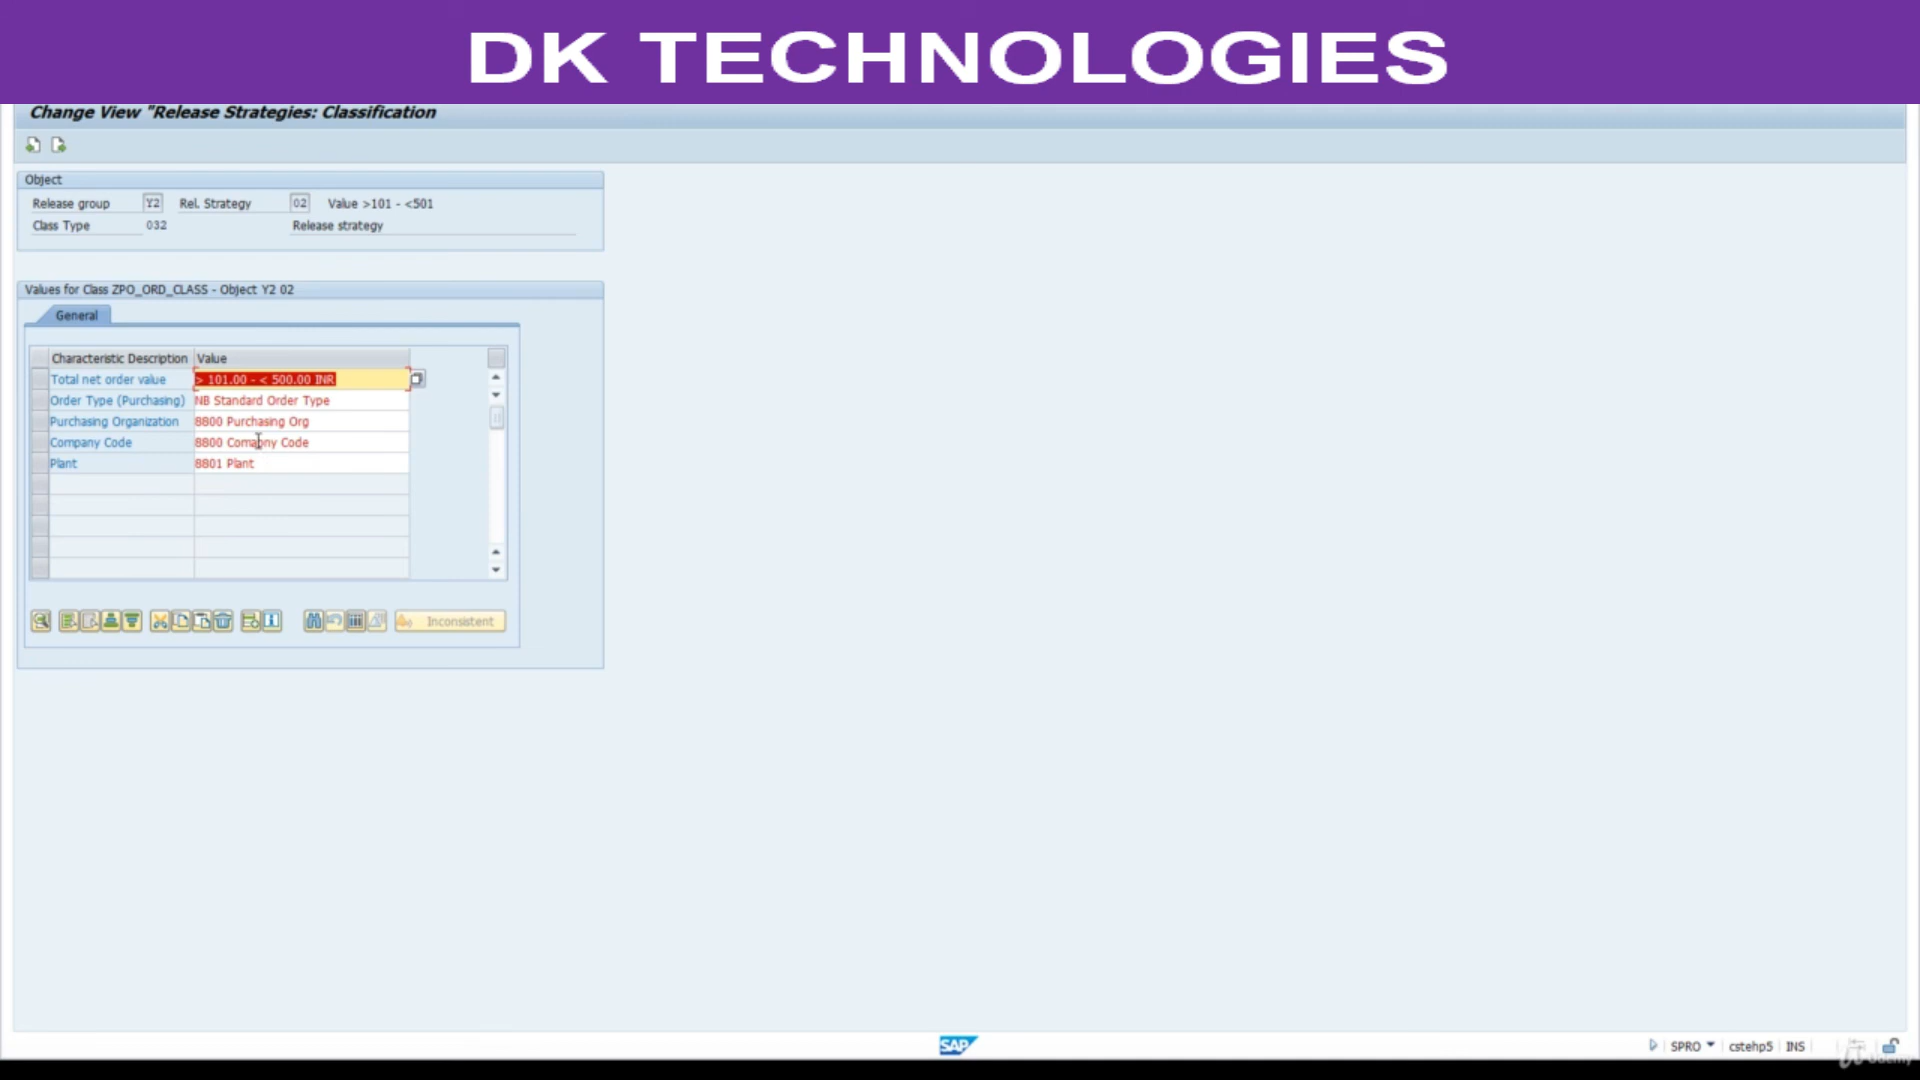 DK TECHNOLOGIES
Change View "Release Strategies: Classification
Object
Release group Y2 Rel. Strategy 02 Value >101 - <501
Class Type 032 Release strategy
Values for Class ZPO_ORD_CLASS - Object Y2 02
General
Characteristic Description Value
Total net order value > 101.00 - < 500.00 INR
Order Type (Purchasing) NB Standard Order Type
Purchasing Organization 8800 Purchasing Org
Company Code 8800 Comapny Code
Plant 8801 Plant
Inconsistent
SAP
SPRO cstehp5 INS
Udemy